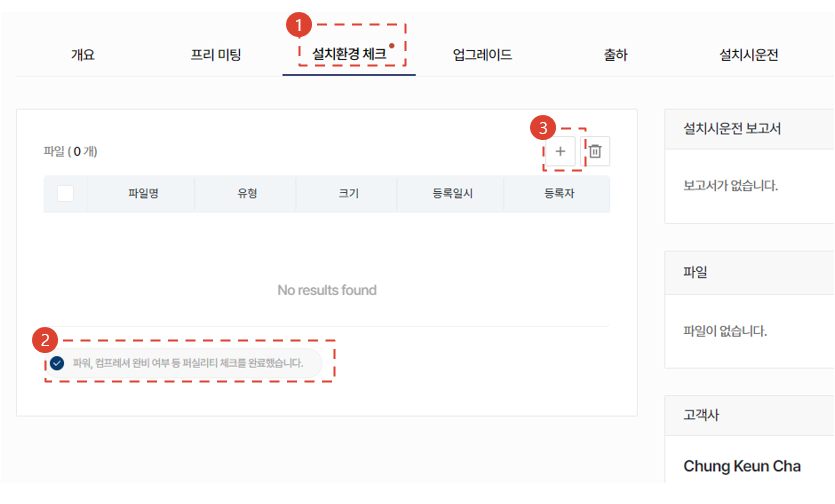 1
개요 프리 미팅 설치환경 체크 업그레이드 출하 설치시운전
3
파일 ( 0 개)
파일명 유형 크기 등록일시 등록자
No results found
2
파워, 컴프레셔 완비 여부 등 퍼실리티 체크를 완료했습니다.
설치시운전 보고서
보고서가 없습니다.
파일
파일이 없습니다.
고객사
Chung Keun Cha